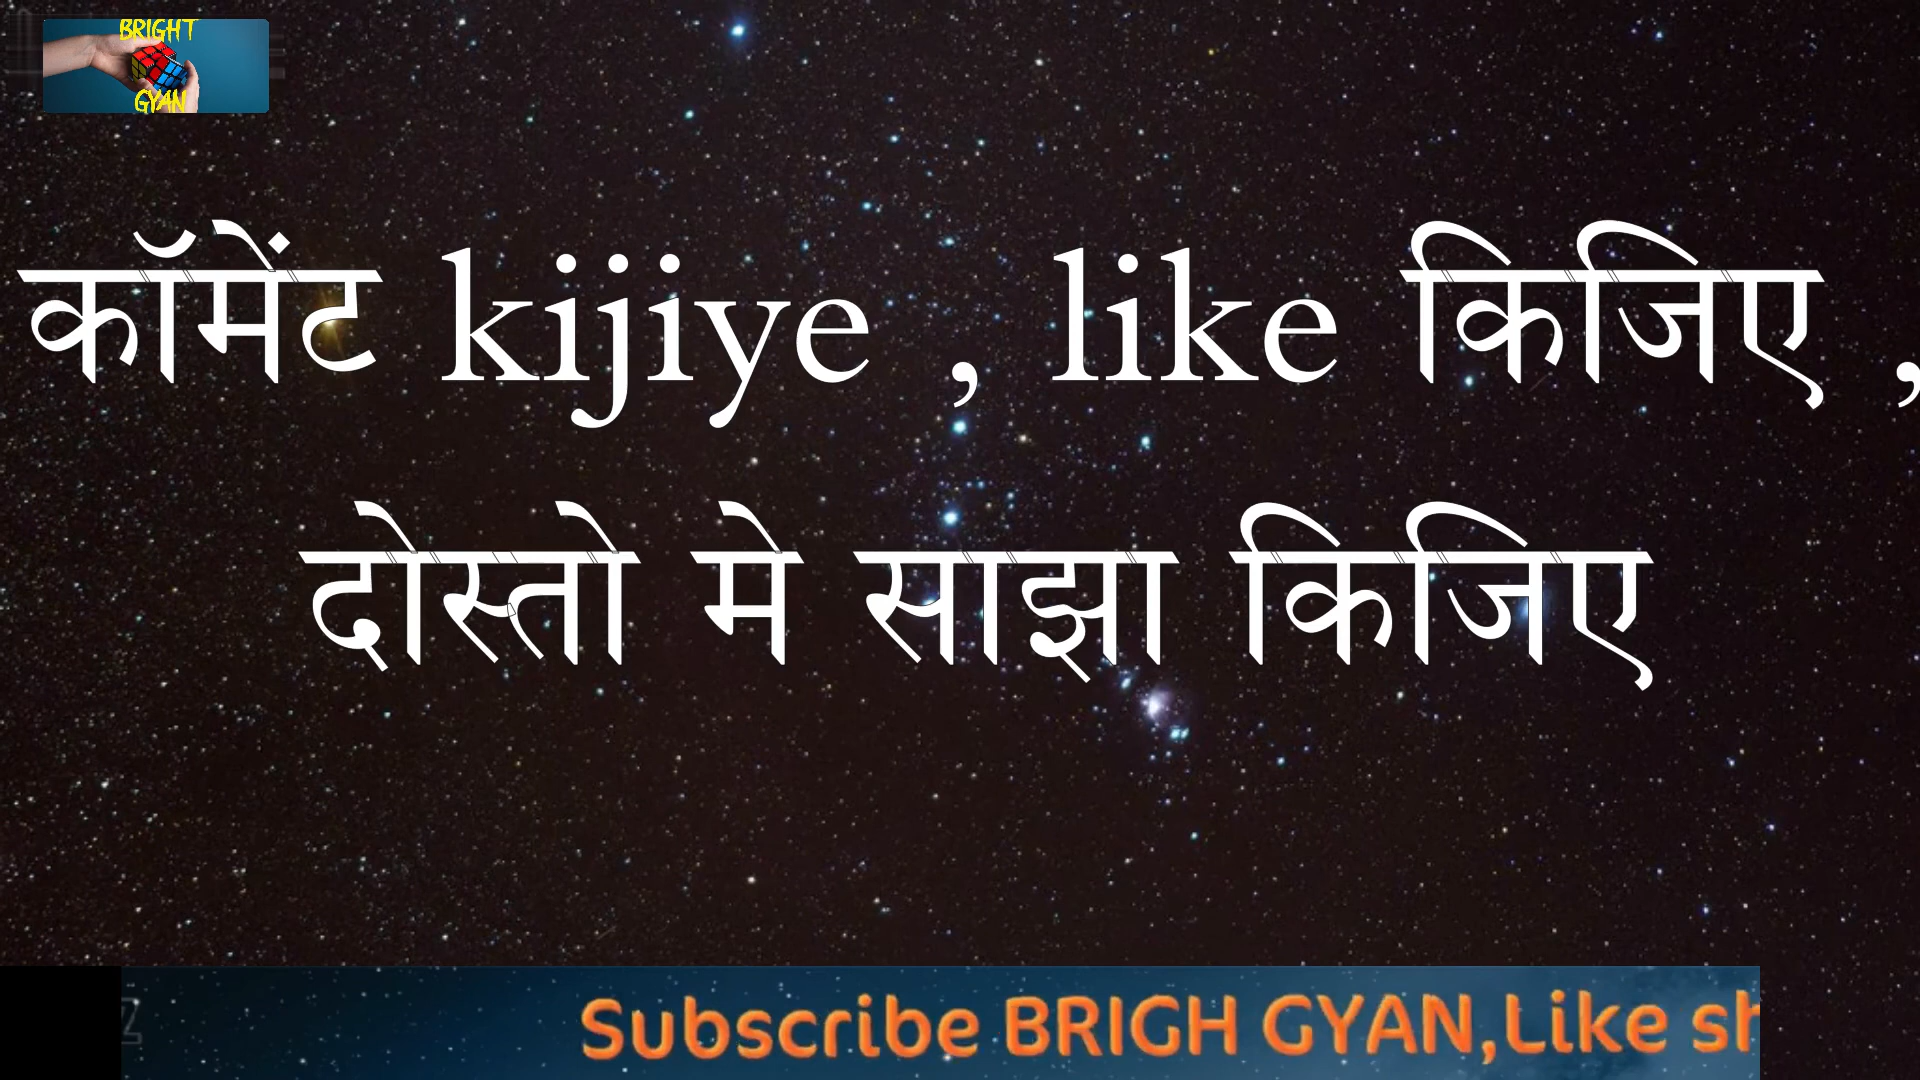 BRIGHT
GYAN
कॉमेंट kijiye , like किजिए ,
दोस्तो मे साझा किजिए
Subscribe BRIGH GYAN,Like sh